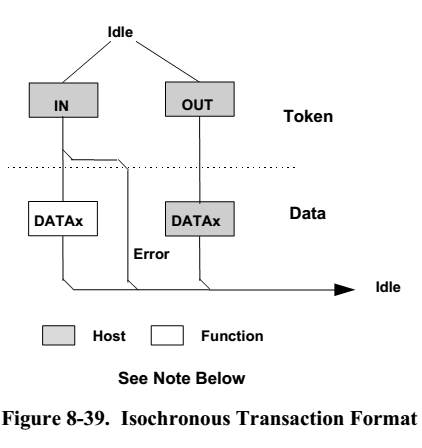 Idle
IN
OUT
Token
DATAx
DATAx
Data
Error
Idle
Host
Function
See Note Below
Figure 8-39. Isochronous Transaction Format